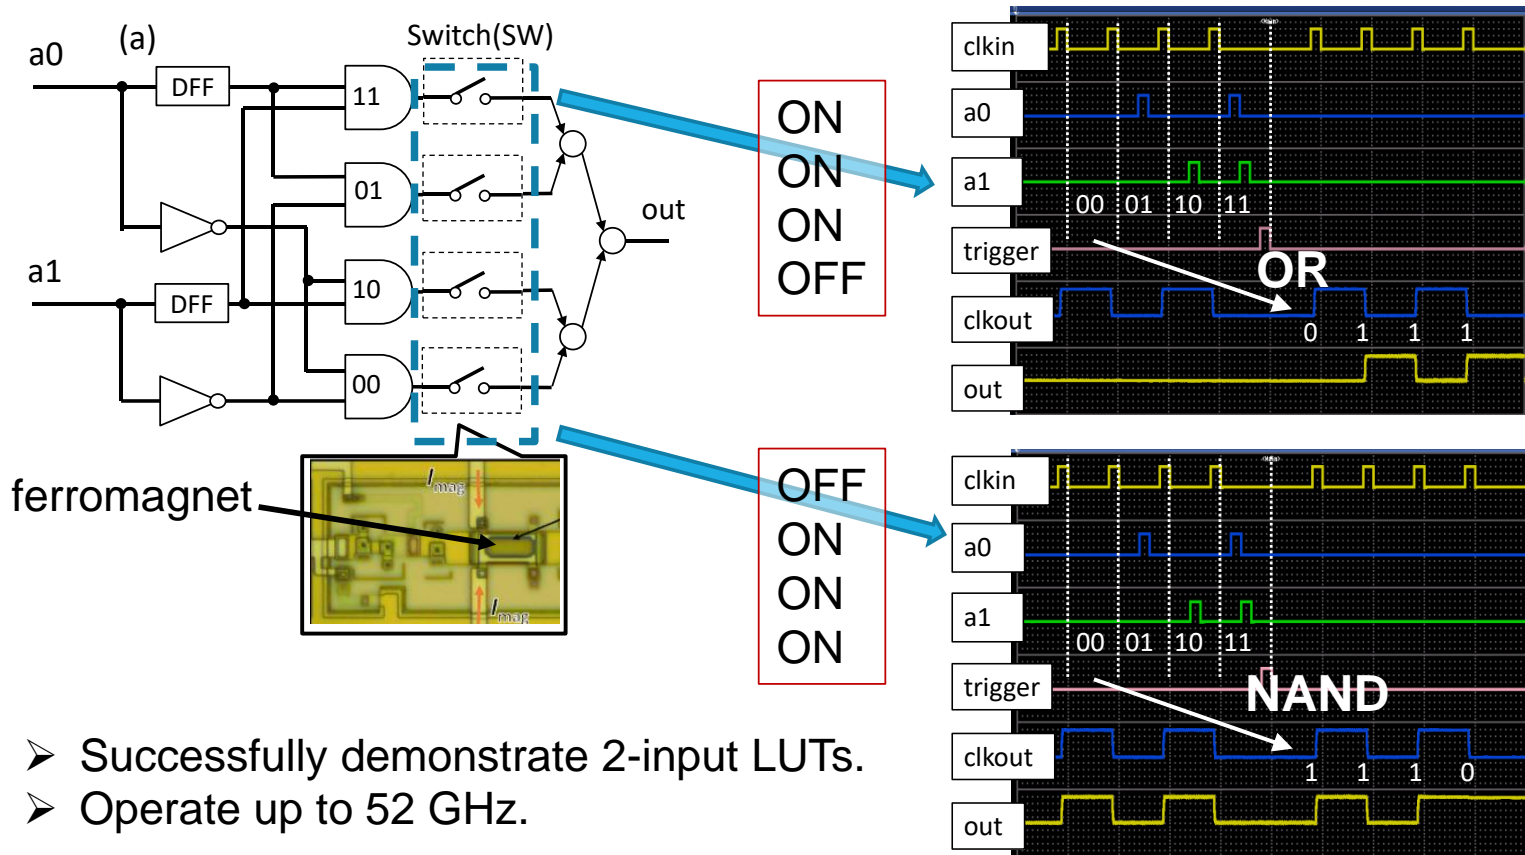 (a)
Switch(SW)
a0
DFF
11
01
out
a1
DFF
10
00
ferromagnet
Imag
Imag
ON
ON
ON
OFF
OFF
ON
ON
ON
clkin
a0
a1
00 01 10 11
trigger
OR
clkout
0 1 1 1
out
clkin
a0
a1
00 01 10 11
trigger
NAND
clkout
1 1 1 0
out
➢ Successfully demonstrate 2-input LUTs.
➢ Operate up to 52 GHz.